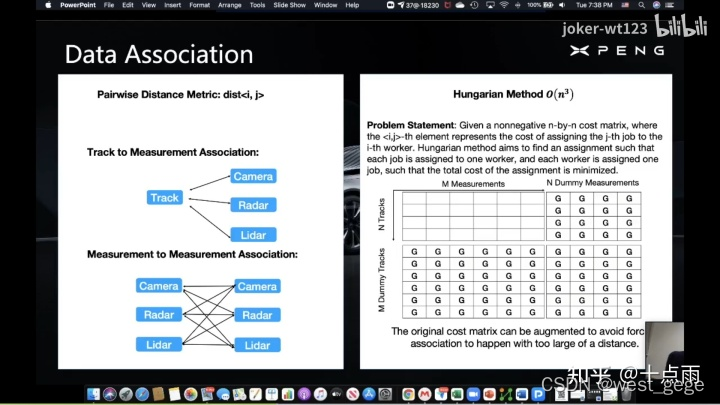 PowerPoint File Edit View Insert Format Arrange Tools Slide Show Window Help 37@-18230 100% Tue 7:38 PM
joker-wt123 bilibili
Data Association
XPENG
Pairwise Distance Metric: dist<i, j>
Track to Measurement Association:
Track
Camera
Radar
Lidar
Measurement to Measurement Association:
Camera Camera
Radar Radar
Lidar Lidar
Hungarian Method O(n³)
Problem Statement: Given a nonnegative n-by-n cost matrix, where
the <i,j>-th element represents the cost of assigning the j-th job to the
i-th worker. Hungarian method aims to find an assignment such that
each job is assigned to one worker, and each worker is assigned one
job, such that the total cost of the assignment is minimized.
M Measurements N Dummy Measurements
N Tracks
G G G G
G G G G
G G G G
G G G G
M Dummy Tracks
G G G G G G G G G G
G G G G G G G G G G
G G G G G G G G G G
G G G G G G G G G G
G G G G G G G G G G
G G G G G G G G G G
The original cost matrix can be augmented to avoid forc
association to happen with too large of a distance.
知乎 @十点雨
CSDN @west_gege